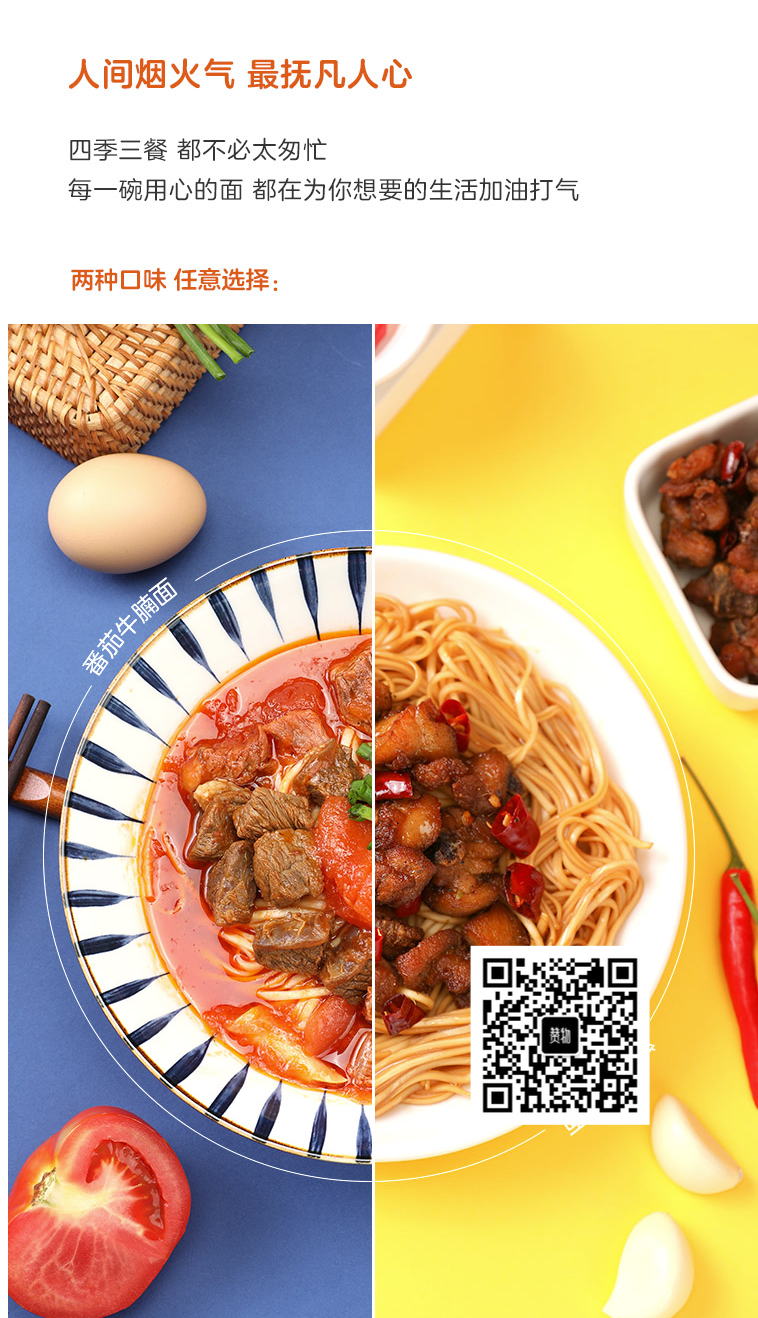 人间烟火气 最抚凡人心
四季三餐 都不必太匆忙
每一碗用心的面 都在为你想要的生活加油打气
两种口味 任意选择:
番茄牛腩面
赞物